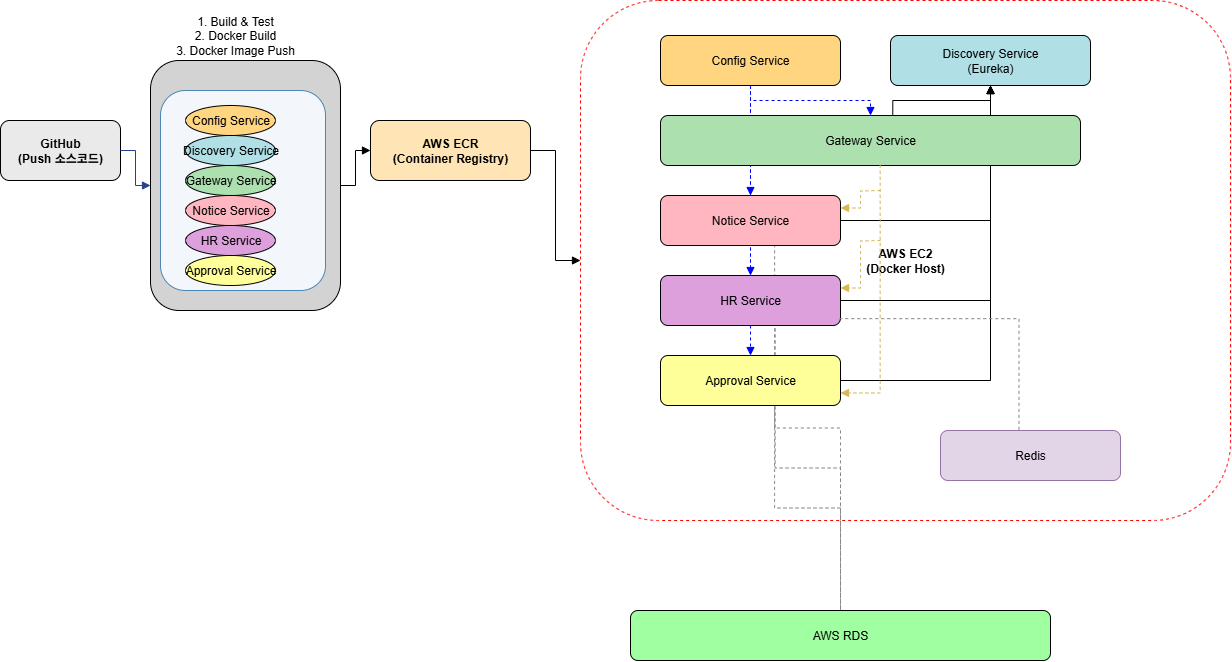 1. Build & Test
2. Docker Build
3. Docker Image Push
GitHub
(Push 소스코드)
Config Service
Discovery Service
Gateway Service
Notice Service
HR Service
Approval Service
AWS ECR
(Container Registry)
Config Service
Discovery Service
(Eureka)
Gateway Service
Notice Service
AWS EC2
(Docker Host)
HR Service
Approval Service
Redis
AWS RDS